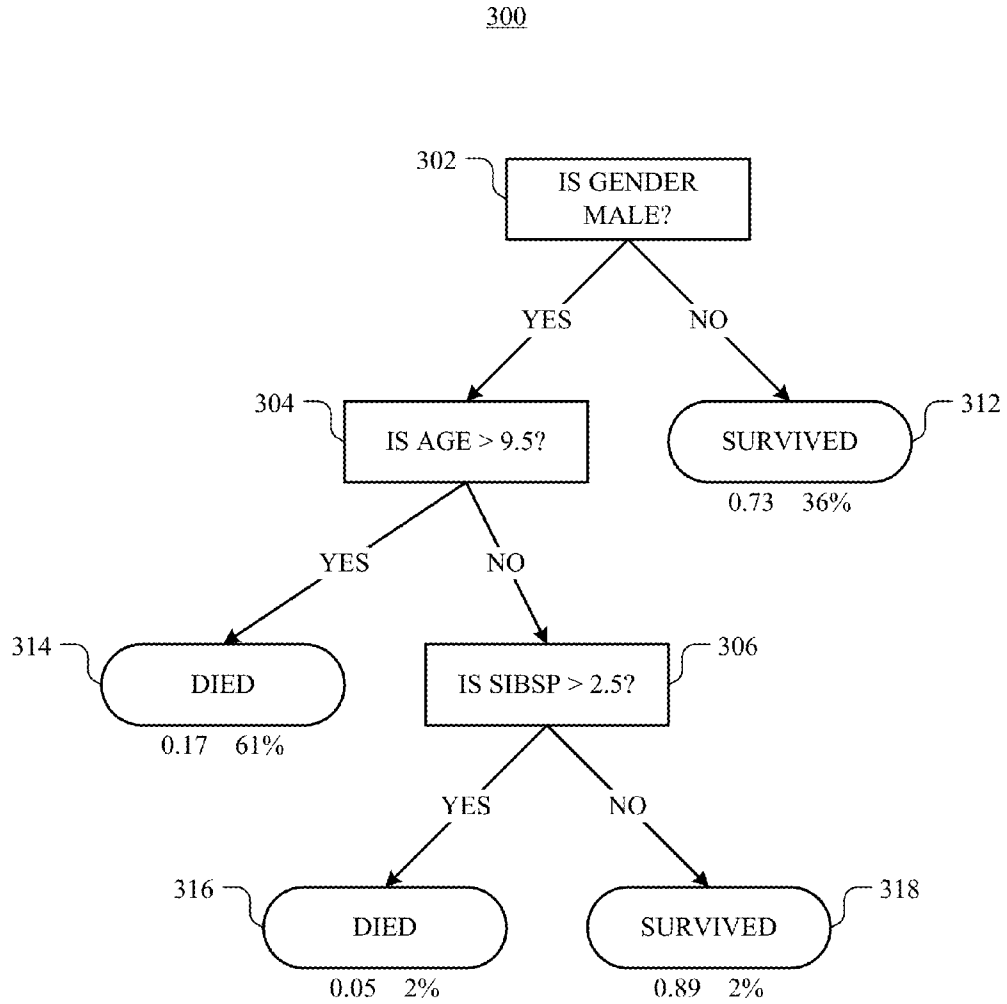 300
302
IS GENDER
MALE?
YES
NO
304
IS AGE > 9.5?
312
SURVIVED
0.73 36%
YES
NO
314
DIED
0.17 61%
306
IS SIBSP > 2.5?
YES
NO
316
DIED
0.05 2%
318
SURVIVED
0.89 2%